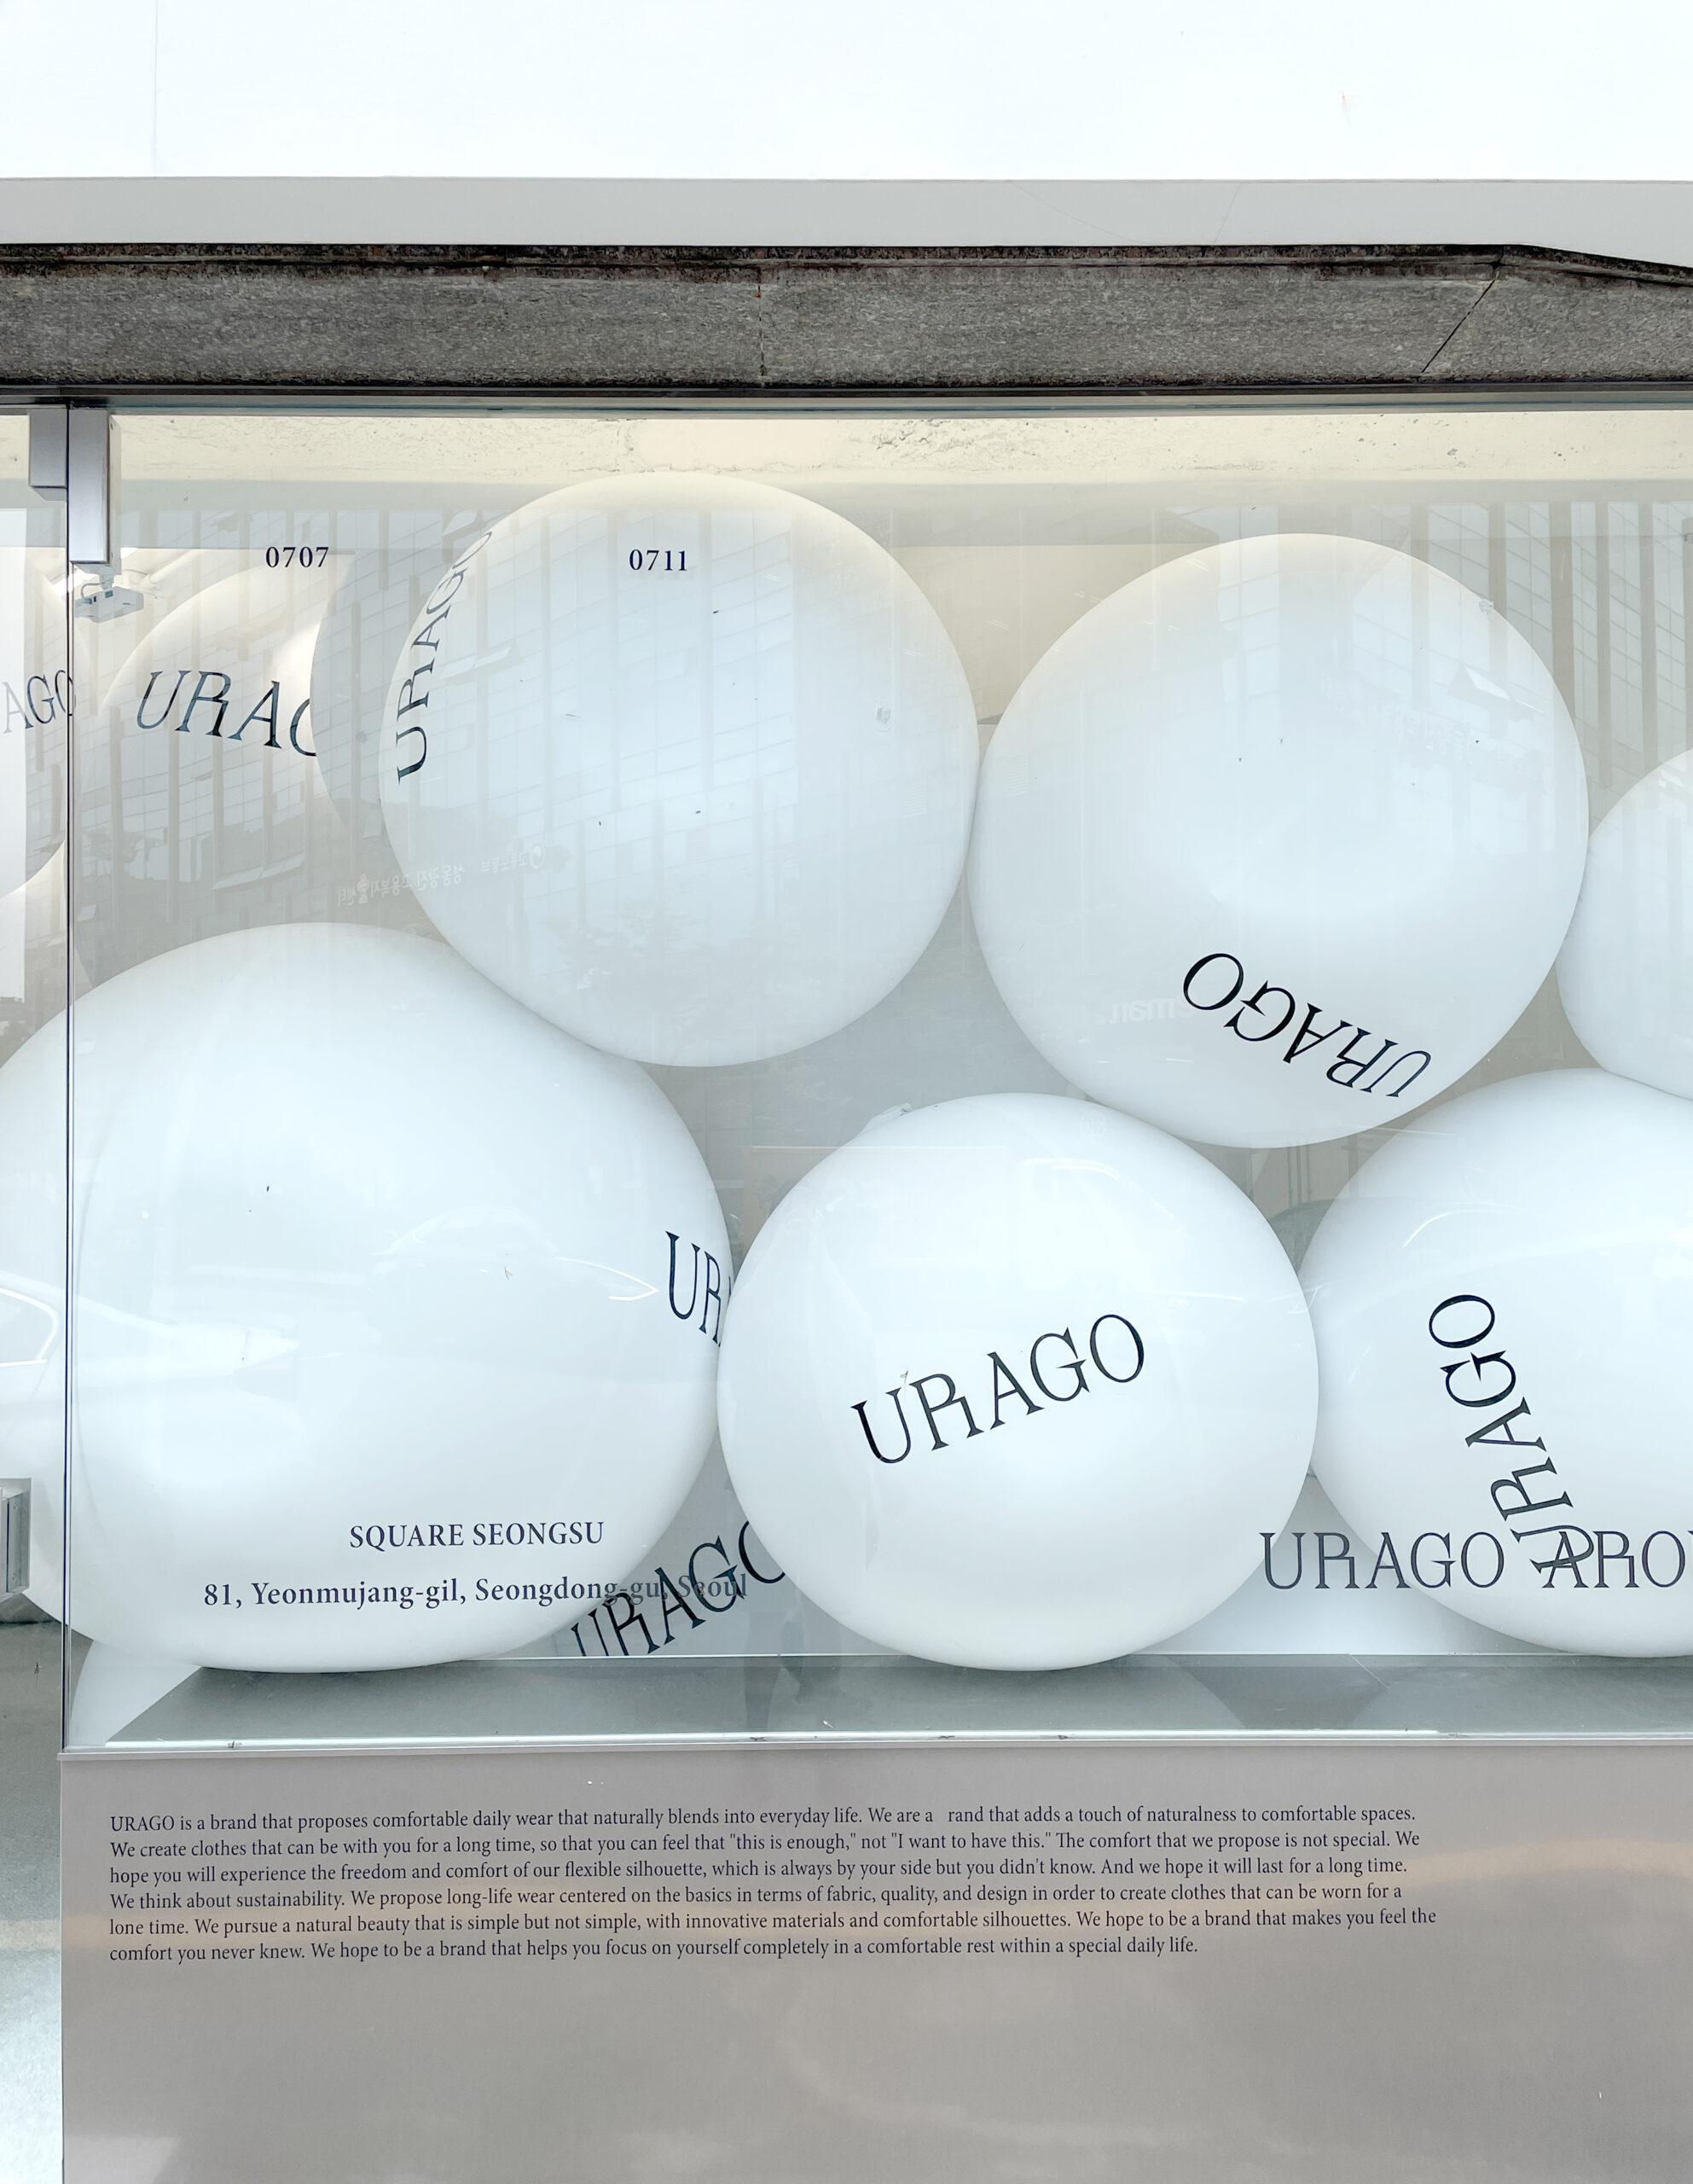 0707
0711
URAGO
AGO
URAG
URAGO
UR
URAGO
URAGO
SQUARE SEONGSU
81, Yeonmujang-gil, Seongdong-gu, Seoul
URAGO
URAGO ARO
URAGO is a brand that proposes comfortable daily wear that naturally blends into everyday life. We are a rand that adds a touch of naturalness to comfortable spaces.
We create clothes that can be with you for a long time, so that you can feel that "this is enough," not "I want to have this." The comfort that we propose is not special. We
hope you will experience the freedom and comfort of our flexible silhouette, which is always by your side but you didn't know. And we hope it will last for a long time.
We think about sustainability. We propose long-life wear centered on the basics in terms of fabric, quality, and design in order to create clothes that can be worn for a
lone time. We pursue a natural beauty that is simple but not simple, with innovative materials and comfortable silhouettes. We hope to be a brand that makes you feel the
comfort you never knew. We hope to be a brand that helps you focus on yourself completely in a comfortable rest within a special daily life.